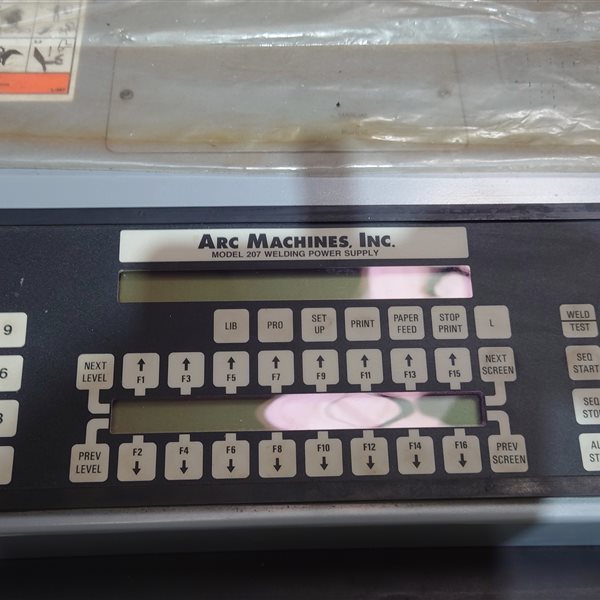 ARC MACHINES, INC.
MODEL 207 WELDING POWER SUPPLY
LIB PRO SET UP PRINT PAPER FEED STOP PRINT L
WELD
TEST
9
NEXT LEVEL F1 F3 F5 F7 F9 F11 F13 F15 NEXT SCREEN
SEQ START
6
SEQ
PREV LEVEL F2 F4 F6 F8 F10 F12 F14 F16 PREV SCREEN